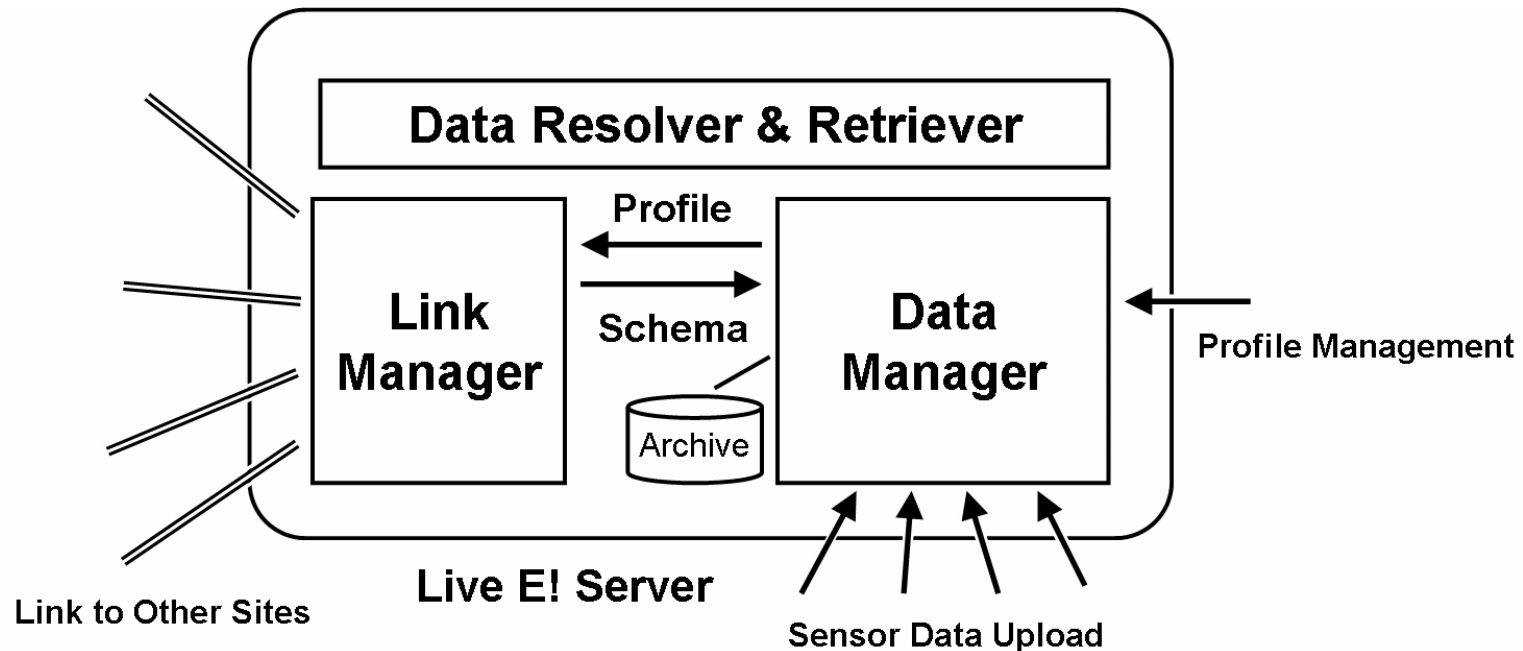 Data Resolver & Retriever
Profile
Link
Manager
Schema
Data
Manager
Profile Management
Archive
Live E! Server
Link to Other Sites
Sensor Data Upload